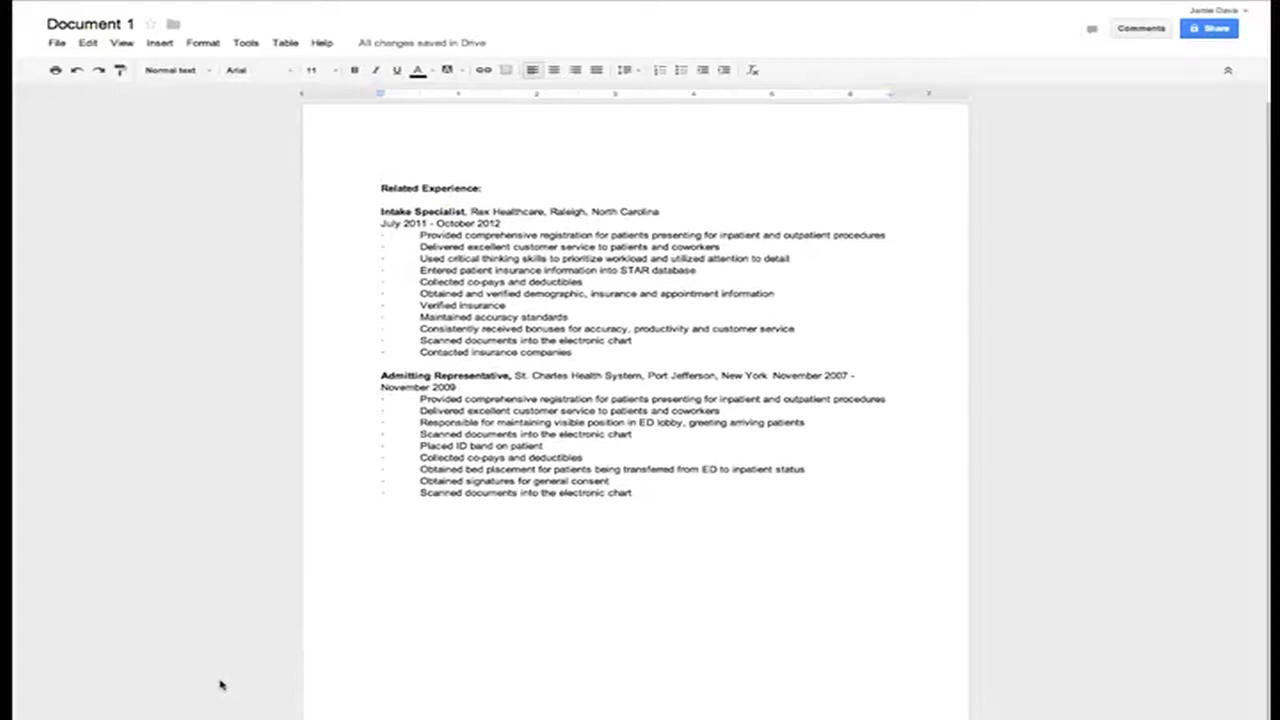 Jamie Davis
Document 1
Comments
Share
File Edit View Insert Format Tools Table Help All changes saved in Drive
Normal text Arial 11 B I U A A
1 2 3 4 5 6 7
Related Experience:
Intake Specialist, Rex Healthcare, Raleigh, North Carolina
July 2011 - October 2012
· Provided comprehensive registration for patients presenting for inpatient and outpatient procedures
· Delivered excellent customer service to patients and coworkers
· Used critical thinking skills to prioritize workload and utilized attention to detail
· Entered patient insurance information into STAR database
· Collected co-pays and deductibles
· Obtained and verified demographic, insurance and appointment information
· Verified insurance
· Maintained accuracy standards
· Consistently received bonuses for accuracy, productivity and customer service
· Scanned documents into the electronic chart
· Contacted insurance companies
Admitting Representative, St. Charles Health System, Port Jefferson, New York November 2007 -
November 2009
· Provided comprehensive registration for patients presenting for inpatient and outpatient procedures
· Delivered excellent customer service to patients and coworkers
· Responsible for maintaining visible position in ED lobby, greeting arriving patients
· Scanned documents into the electronic chart
· Placed ID band on patient
· Collected co-pays and deductibles
· Obtained bed placement for patients being transferred from ED to inpatient status
· Obtained signatures for general consent
· Scanned documents into the electronic chart